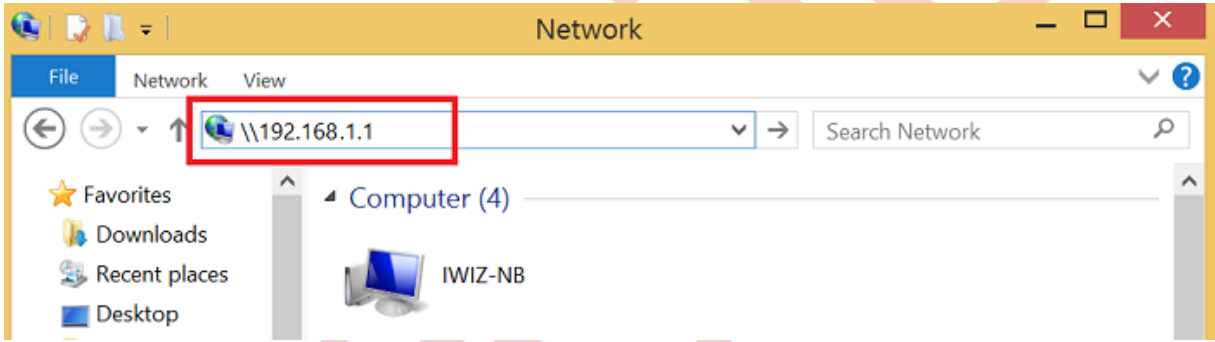 Network
File Network View
\\192.168.1.1 Search Network
Favorites
Computer (4)
Downloads
Recent places
IWIZ-NB
Desktop